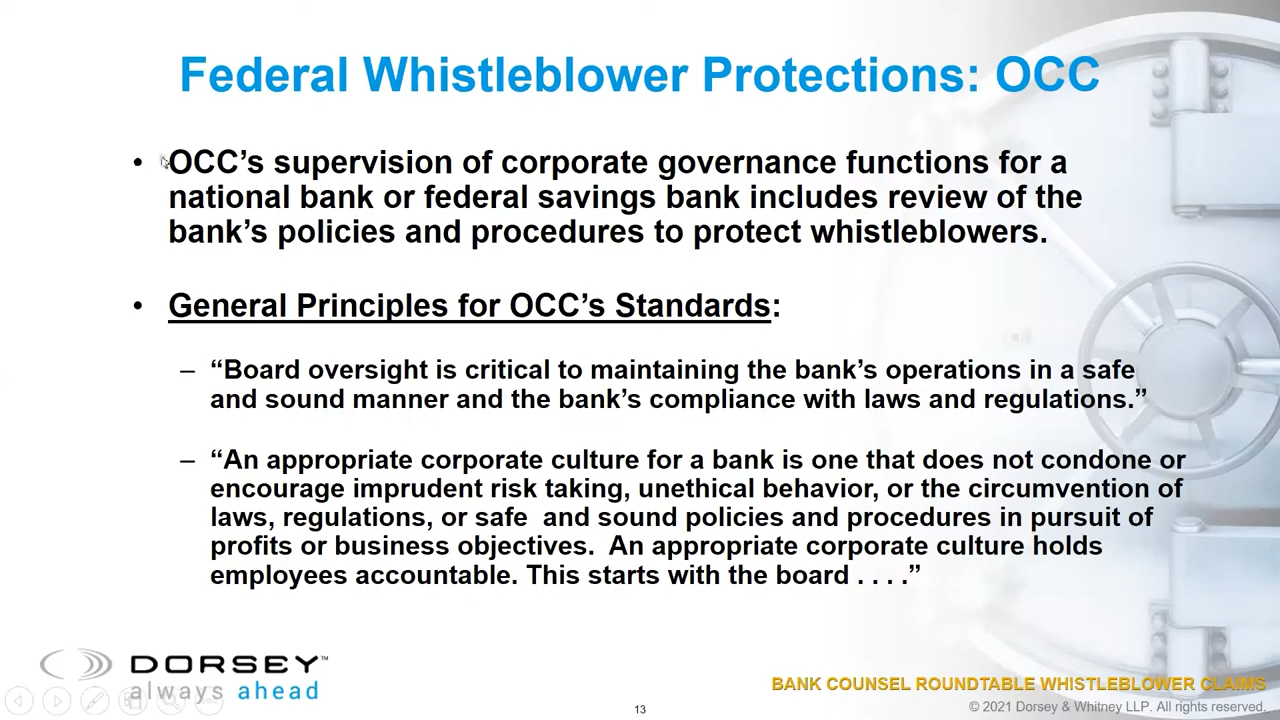 Federal Whistleblower Protections: OCC
• OCC’s supervision of corporate governance functions for a
national bank or federal savings bank includes review of the
bank’s policies and procedures to protect whistleblowers.
• General Principles for OCC’s Standards:
– “Board oversight is critical to maintaining the bank’s operations in a safe
and sound manner and the bank’s compliance with laws and regulations.”
– “An appropriate corporate culture for a bank is one that does not condone or
encourage imprudent risk taking, unethical behavior, or the circumvention of
laws, regulations, or safe  and sound policies and procedures in pursuit of
profits or business objectives.  An appropriate corporate culture holds
employees accountable. This starts with the board . . . .”
DORSEY™
always ahead
BANK COUNSEL ROUNDTABLE WHISTLEBLOWER CLAIMS
13
© 2021 Dorsey & Whitney LLP. All rights reserved.